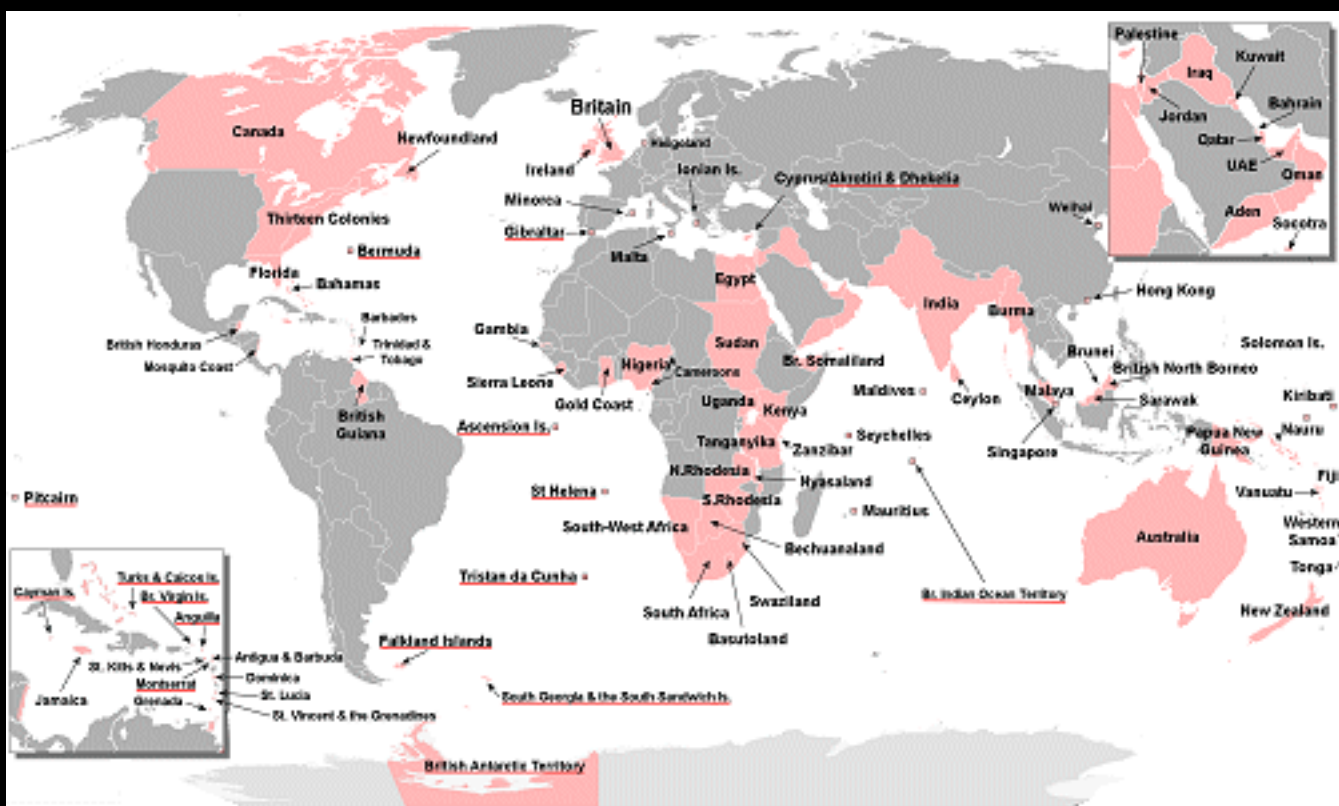 Palestine
Iraq
Kuwait
Jordan
Bahrain
Qatar
UAE
Oman
Aden
Socotra
Canada
Newfoundland
Britain
Ireland
Heligoland
Ionian Is.
Cyprus/Akrotiri & Dhekelia
Minorca
Gibraltar
Malta
Weihai
Thirteen Colonies
Bermuda
Florida
Bahamas
Egypt
India
Burma
Hong Kong
Barbados
British Honduras
Trinidad &
Tobago
Mosquito Coast
Gambia
Sudan
Nigeria
Cameroons
Br. Somaliland
Brunei
British North Borneo
Solomon Is.
Sierra Leone
Gold Coast
Uganda
Kenya
Maldives
Ceylon
Malaya
Sarawak
Kiribati
British
Guiana
Ascension Is.
Tanganyika
Zanzibar
Seychelles
Singapore
Papua New
Guinea
Nauru
N.Rhodesia
Nyasaland
Pitcairn
St Helena
S.Rhodesia
Mauritius
Vanuatu
Fiji
South-West Africa
Bechuanaland
Australia
Western
Samoa
Tonga
Tristan da Cunha
South Africa
Swaziland
Basutoland
Br. Indian Ocean Territory
New Zealand
Falkland Islands
South Georgia & the South Sandwich Is.
British Antarctic Territory
Turks & Caicos Is.
Cayman Is.
Br. Virgin Is.
Anguilla
St. Kitts & Nevis
Antigua & Barbuda
Montserrat
Dominica
Jamaica
Grenada
St. Lucia
St. Vincent & the Grenadines